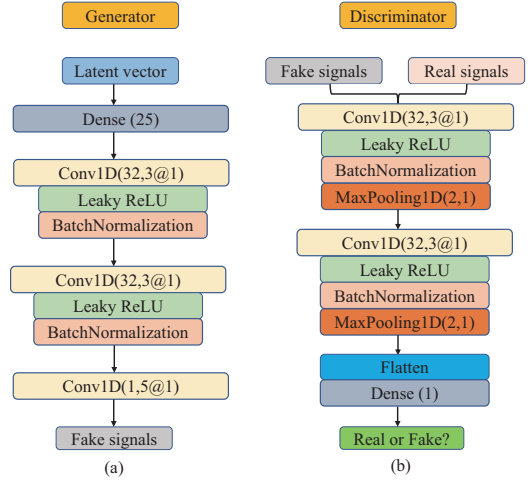 Generator
Latent vector
Dense (25)
Conv1D(32,3@1)
Leaky ReLU
BatchNormalization
Conv1D(32,3@1)
Leaky ReLU
BatchNormalization
Conv1D(1,5@1)
Fake signals
(a)
Discriminator
Fake signals
Real signals
Conv1D(32,3@1)
Leaky ReLU
BatchNormalization
MaxPooling1D(2,1)
Conv1D(32,3@1)
Leaky ReLU
BatchNormalization
MaxPooling1D(2,1)
Flatten
Dense (1)
Real or Fake?
(b)